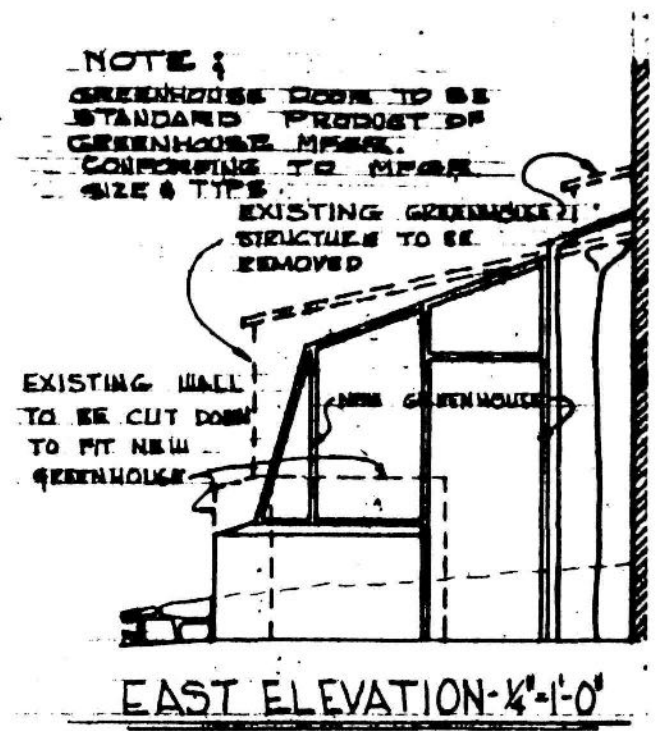 NOTE:
GREENHOUSE DOOR TO BE
STANDARD PRODUCT OF
GREENHOUSE MFGR.
CONFORMING TO MFGR.
SIZE & TYPE.
EXISTING GREENHOUSE
STRUCTURE TO BE
REMOVED
EXISTING WALL
TO BE CUT DOWN
TO FIT NEW
GREENHOUSE
NEW GREENHOUSE
EAST ELEVATION-¼"=1'-0"